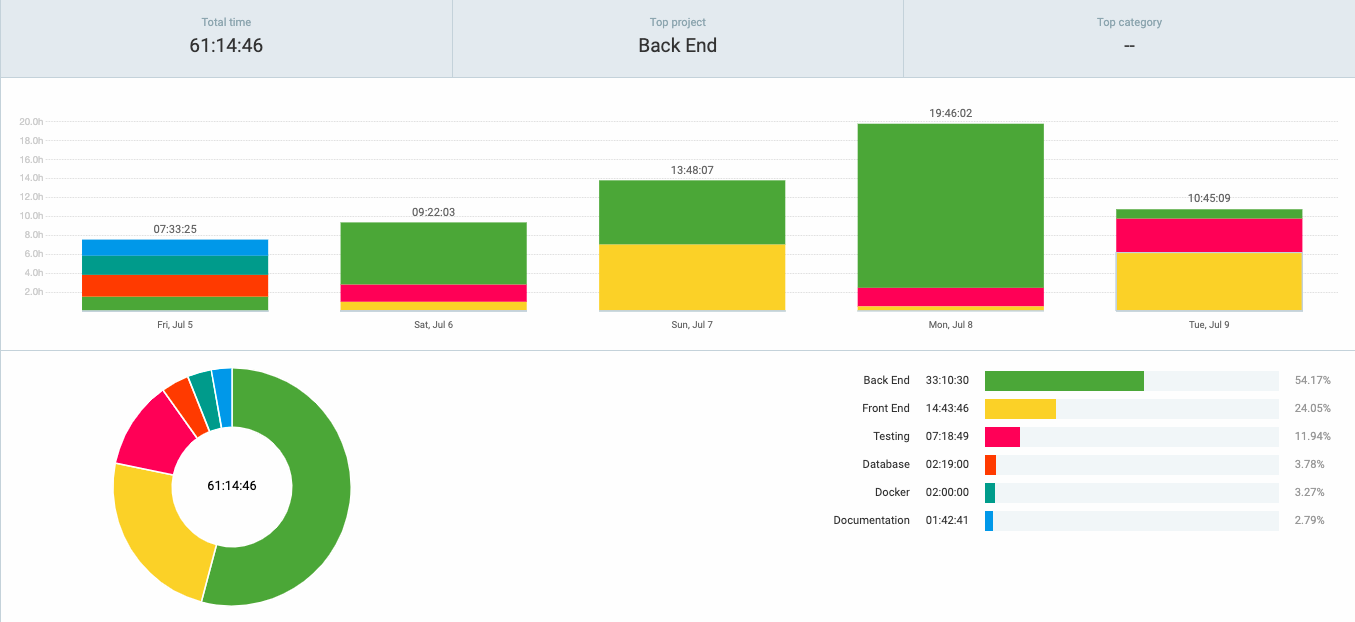 Total time
61:14:46
Top project
Back End
Top category
--
20.0h
18.0h
16.0h
14.0h
12.0h
10.0h
8.0h
6.0h
4.0h
2.0h
07:33:25
09:22:03
13:48:07
19:46:02
10:45:09
Fri, Jul 5
Sat, Jul 6
Sun, Jul 7
Mon, Jul 8
Tue, Jul 9
61:14:46
Back End 33:10:30 54.17%
Front End 14:43:46 24.05%
Testing 07:18:49 11.94%
Database 02:19:00 3.78%
Docker 02:00:00 3.27%
Documentation 01:42:41 2.79%